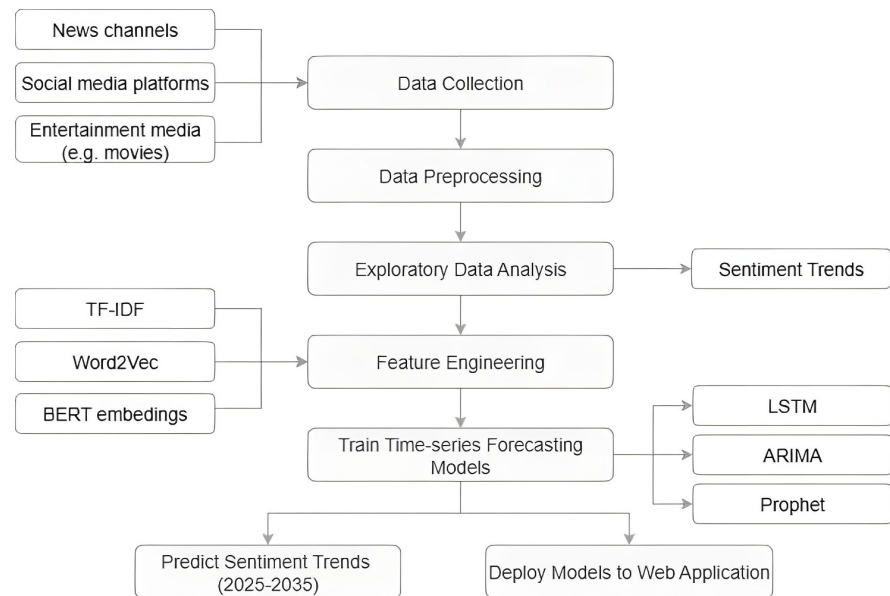 News channels
Social media platforms
Entertainment media
(e.g. movies)
Data Collection
Data Preprocessing
Exploratory Data Analysis
Sentiment Trends
TF-IDF
Word2Vec
BERT embedings
Feature Engineering
Train Time-series Forecasting
Models
LSTM
ARIMA
Prophet
Predict Sentiment Trends
(2025-2035)
Deploy Models to Web Application